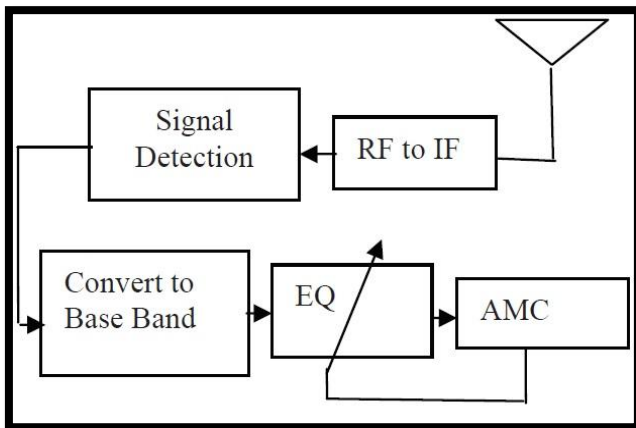 Signal
Detection
RF to IF
Convert to
Base Band
EQ
AMC